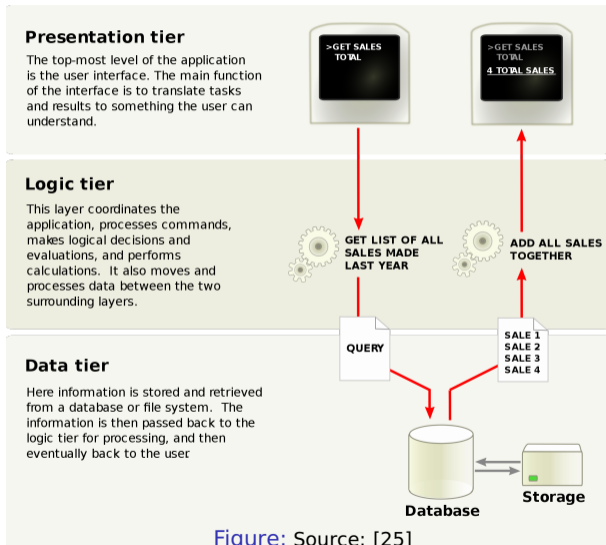 Presentation tier
The top-most level of the application
is the user interface. The main function
of the interface is to translate tasks
and results to something the user can
understand.
>GET SALES
TOTAL
>GET SALES
TOTAL
4 TOTAL SALES
Logic tier
This layer coordinates the
application, processes commands,
makes logical decisions and
evaluations, and performs
calculations. It also moves and
processes data between the two
surrounding layers.
GET LIST OF ALL
SALES MADE
LAST YEAR
ADD ALL SALES
TOGETHER
QUERY
SALE 1
SALE 2
SALE 3
SALE 4
Data tier
Here information is stored and retrieved
from a database or file system. The
information is then passed back to the
logic tier for processing, and then
eventually back to the user.
Database
Storage
Figure: Source: [25]